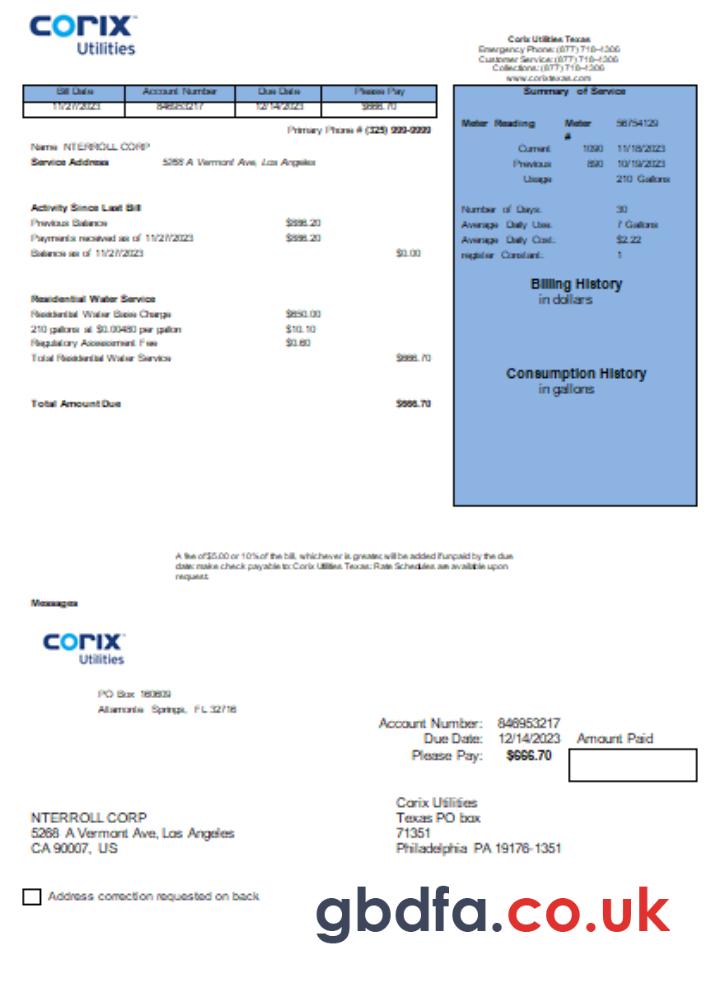 CORIX
Utilities
Corix Utilities Texas
Emergency Phone: (877) 718-4306
Customer Service: (877) 718-4306
Collections: (877) 718-4306
www.corixtexas.com
Bill Date Account Number Due Date Please Pay
11/27/2023 846953217 12/14/2023 $666.70
Primary Phone # (325) 999-9999
Name NTERROLL CORP
Service Address 5268 A Vermont Ave, Los Angeles
Activity Since Last Bill
Previous Balance $666.20
Payments received as of 11/27/2023 $666.20
Balance as of 11/27/2023 $0.00
Residential Water Service
Residential Water Base Charge $650.00
210 gallons at $0.00480 per gallon $10.10
Regulatory Assessment Fee $0.60
Total Residential Water Service $666.70
Total Amount Due $666.70
Summary of Service
Meter Reading Meter # 56754129
Current 1090 11/18/2023
Previous 890 10/19/2023
Usage 210 Gallons
Number of Days: 30
Average Daily Use: 7 Gallons
Average Daily Cost: $2.22
register Constant: 1
Billing History
in dollars
Consumption History
in gallons
A fee of $5.00 or 10% of the bill, whichever is greater, will be added if unpaid by the due
date: make check payable to: Corix Utilities Texas: Rate Schedules are available upon
request.
Messages
CORIX
Utilities
PO Box 160609
Altamonte Springs, FL 32716
Account Number: 846953217
Due Date: 12/14/2023 Amount Paid
Please Pay: $666.70
NTERROLL CORP
5268 A Vermont Ave, Los Angeles
CA 90007, US
Corix Utilities
Texas PO box
71351
Philadelphia PA 19176-1351
Address correction requested on back
gbdfa.co.uk